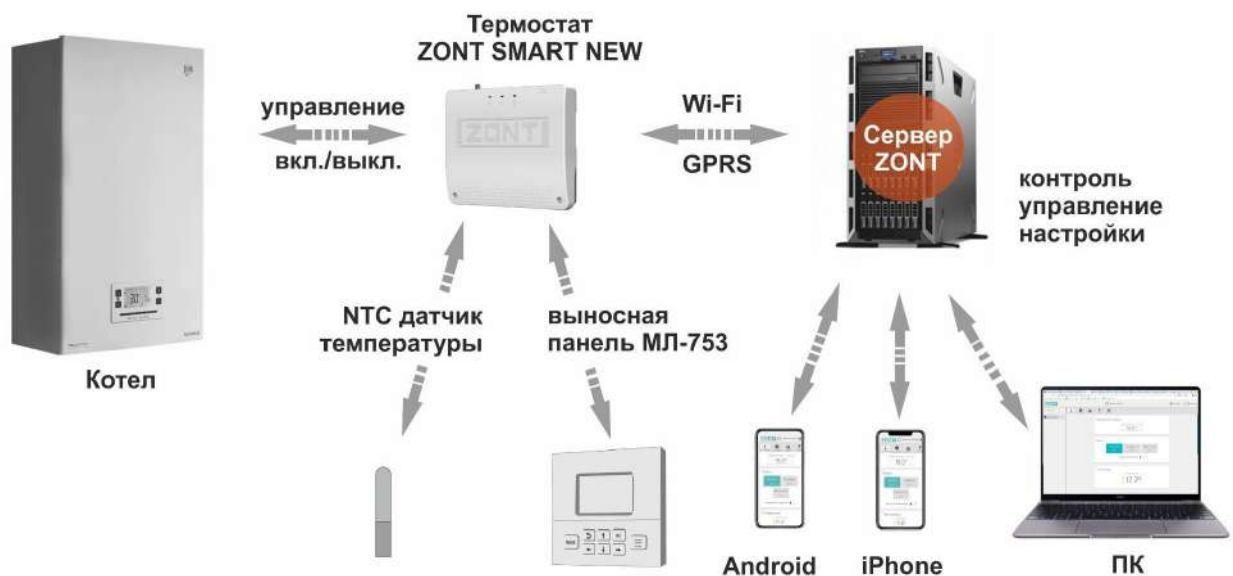 Термостат
ZONT SMART NEW
управление
вкл./выкл.
ZONT
Wi-Fi
GPRS
Сервер
ZONT
контроль
управление
настройки
NTC датчик
температуры
выносная
панель МЛ-753
Котел
Android
iPhone
ПК